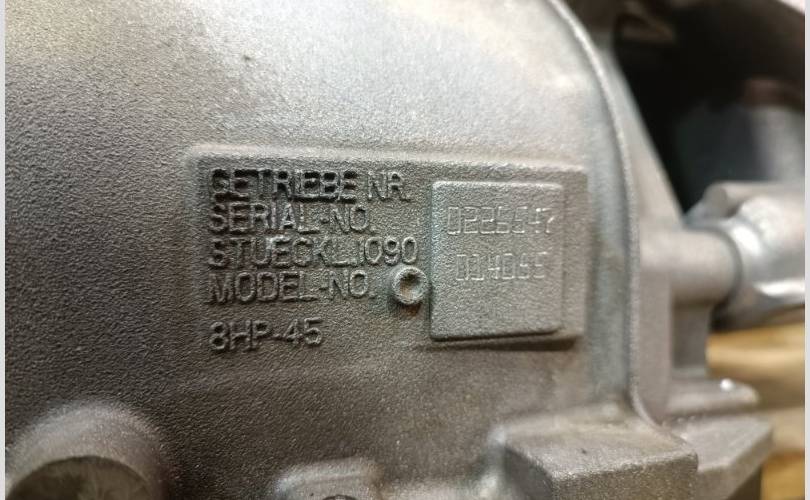 GETRIEBE NR.
SERIAL-NO.
STUECKL.1090
MODEL-NO.
8HP-45